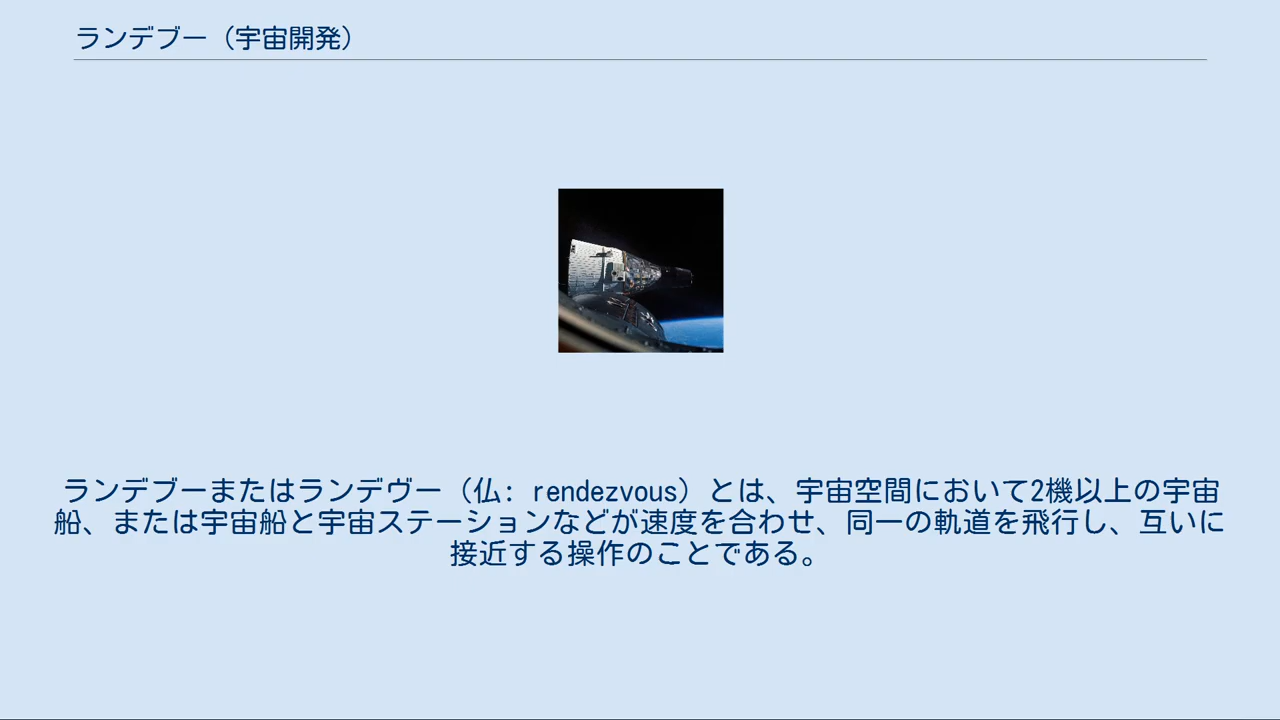 ランデブー（宇宙開発）
ランデブーまたはランデヴー（仏: rendezvous）とは、宇宙空間において2機以上の宇宙
船、または宇宙船と宇宙ステーションなどが速度を合わせ、同一の軌道を飛行し、互いに
接近する操作のことである。